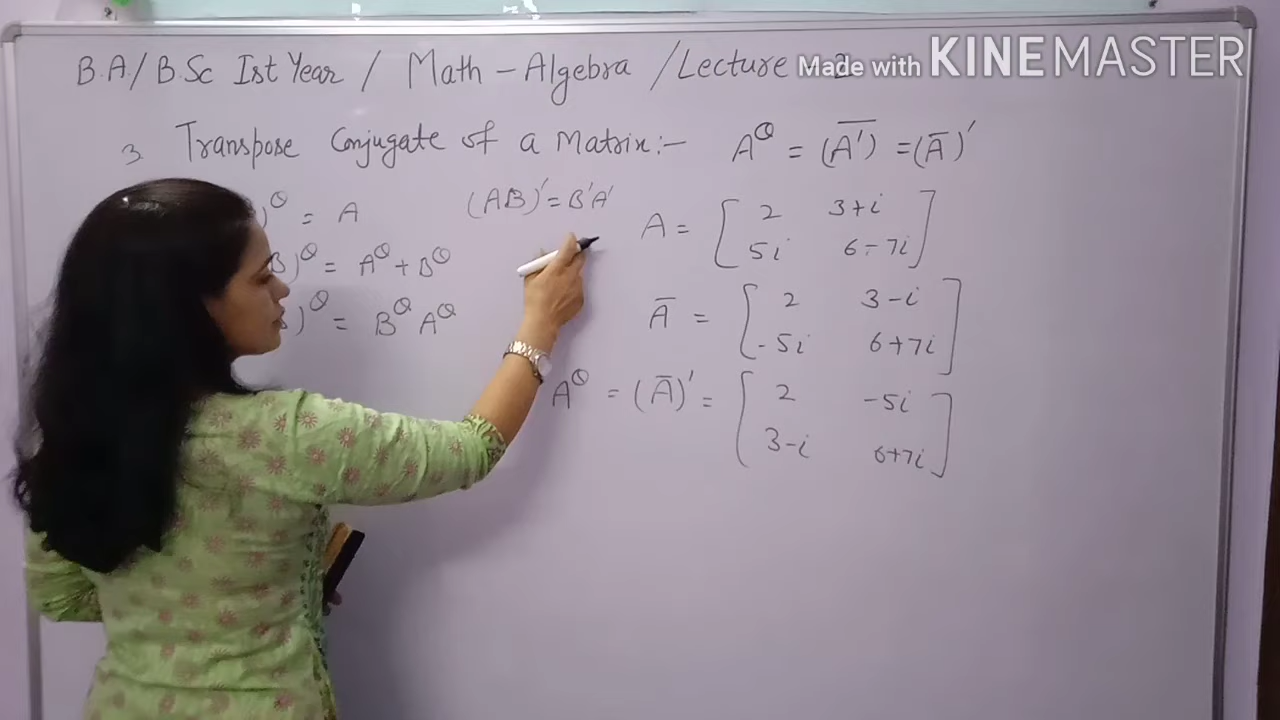 B.A./B.Sc Ist Year / Math - Algebra / Lecture - 2
Made with KINEMASTER
3. Transpose Conjugate of a Matrix:- A^θ = (A̅'̅) = (A̅)'
)^θ = A
(AB)' = B'A'
A = [ 2 3+i
5i 6-7i ]
B)^θ = A^θ + B^θ
A̅ = [ 2 3-i
-5i 6+7i ]
)^θ = B^θ A^θ
A^θ = (A̅)' = [ 2 -5i
3-i 6+7i ]